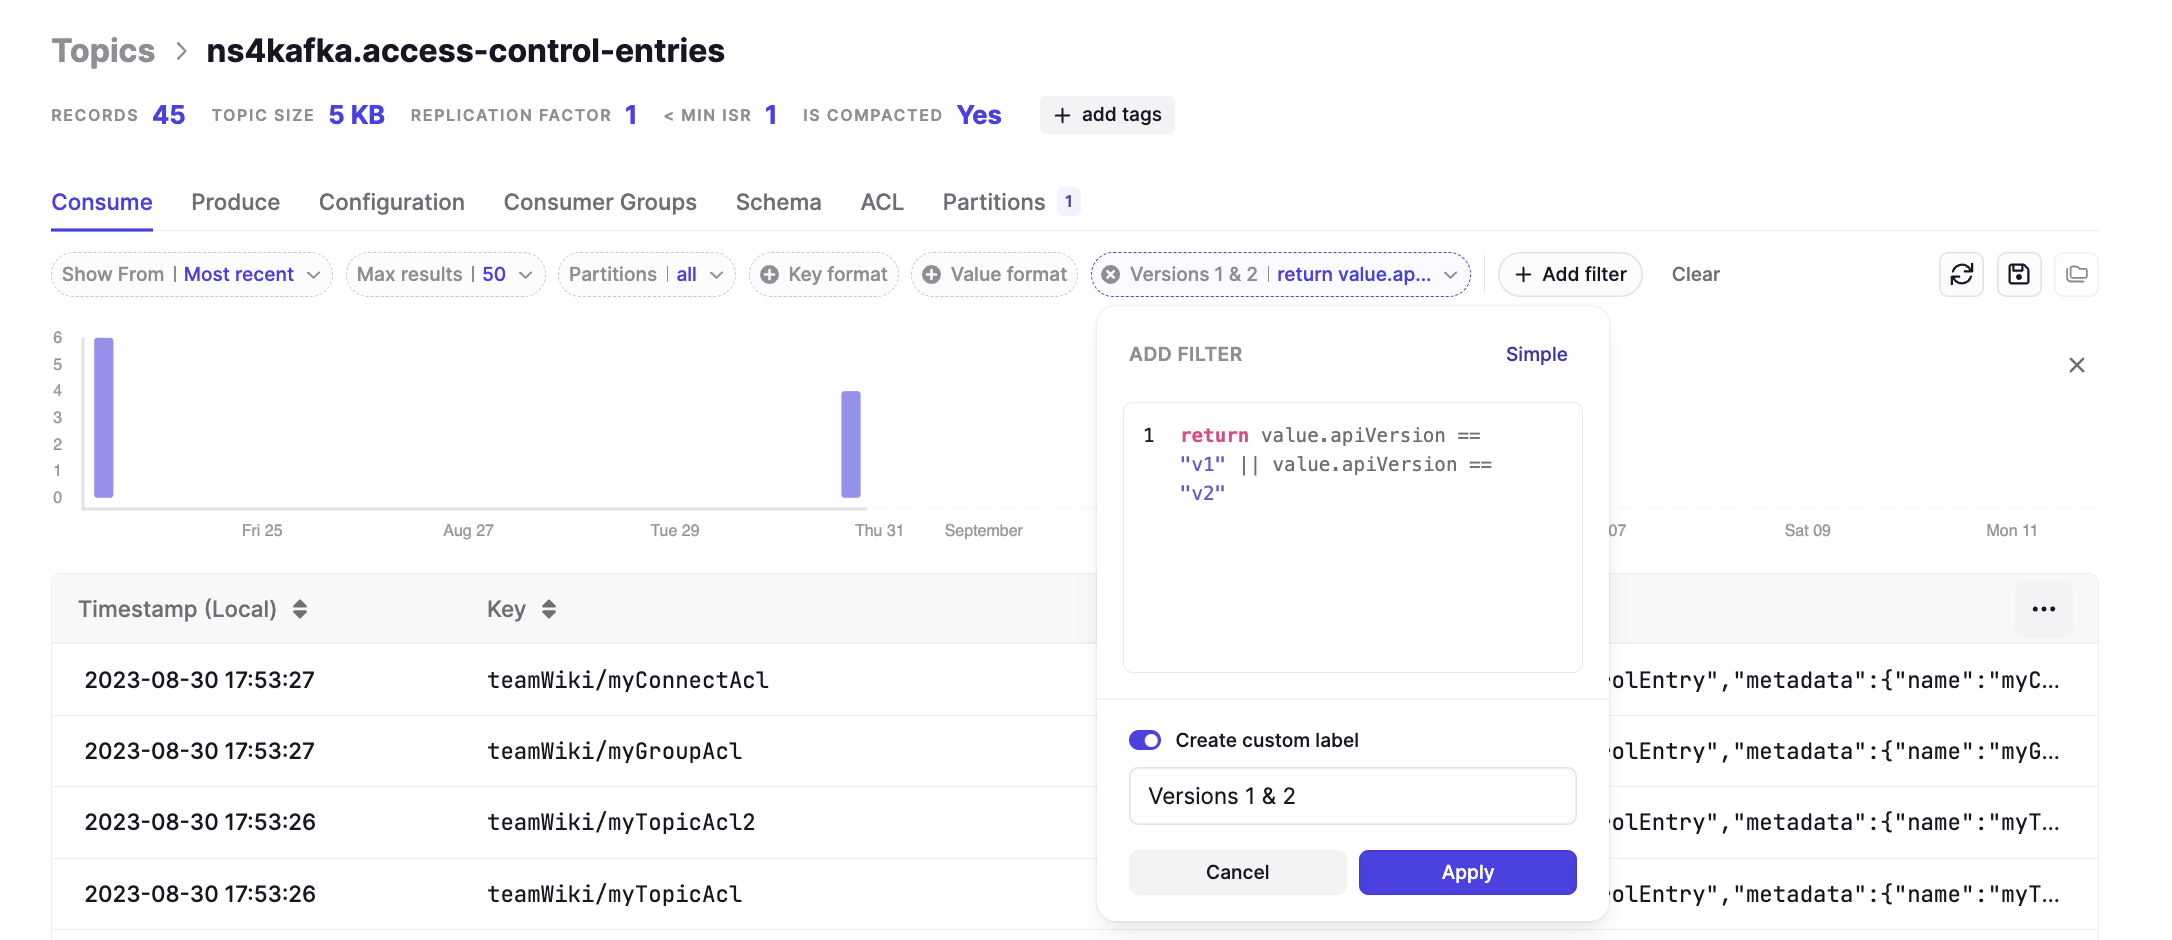 Topics > ns4kafka.access-control-entries
RECORDS 45 TOPIC SIZE 5 KB REPLICATION FACTOR 1 < MIN ISR 1 IS COMPACTED Yes + add tags
Consume Produce Configuration Consumer Groups Schema ACL Partitions 1
Show From | Most recent Max results | 50 Partitions | all Key format Value format Versions 1 & 2 | return value.ap... + Add filter Clear
ADD FILTER Simple
1 return value.apiVersion ==
"v1" || value.apiVersion ==
"v2"
Create custom label
Versions 1 & 2
Cancel Apply
6
5
4
3
2
1
0
Fri 25 Aug 27 Tue 29 Thu 31 September 07 Sat 09 Mon 11
Timestamp (Local) Key ...
2023-08-30 17:53:27 teamWiki/myConnectAcl olEntry","metadata":{"name":"myC...
2023-08-30 17:53:27 teamWiki/myGroupAcl olEntry","metadata":{"name":"myG...
2023-08-30 17:53:26 teamWiki/myTopicAcl2 olEntry","metadata":{"name":"myT...
2023-08-30 17:53:26 teamWiki/myTopicAcl olEntry","metadata":{"name":"myT...